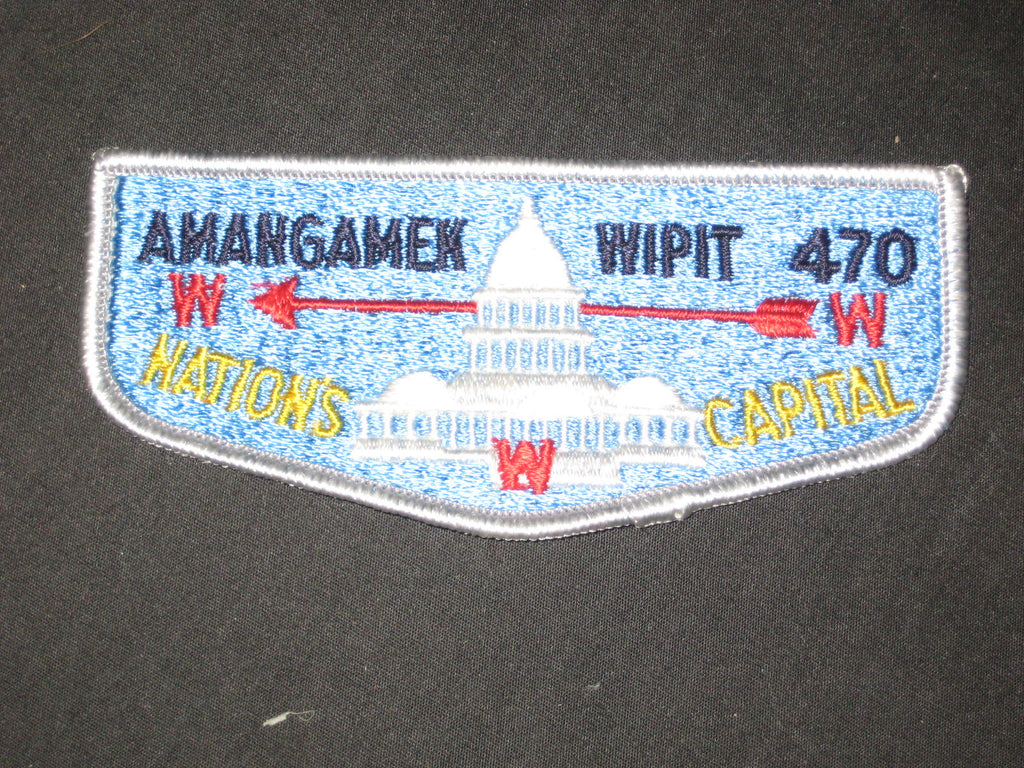 AMANGAMEK WIPIT 470
W W
NATION'S CAPITAL
W